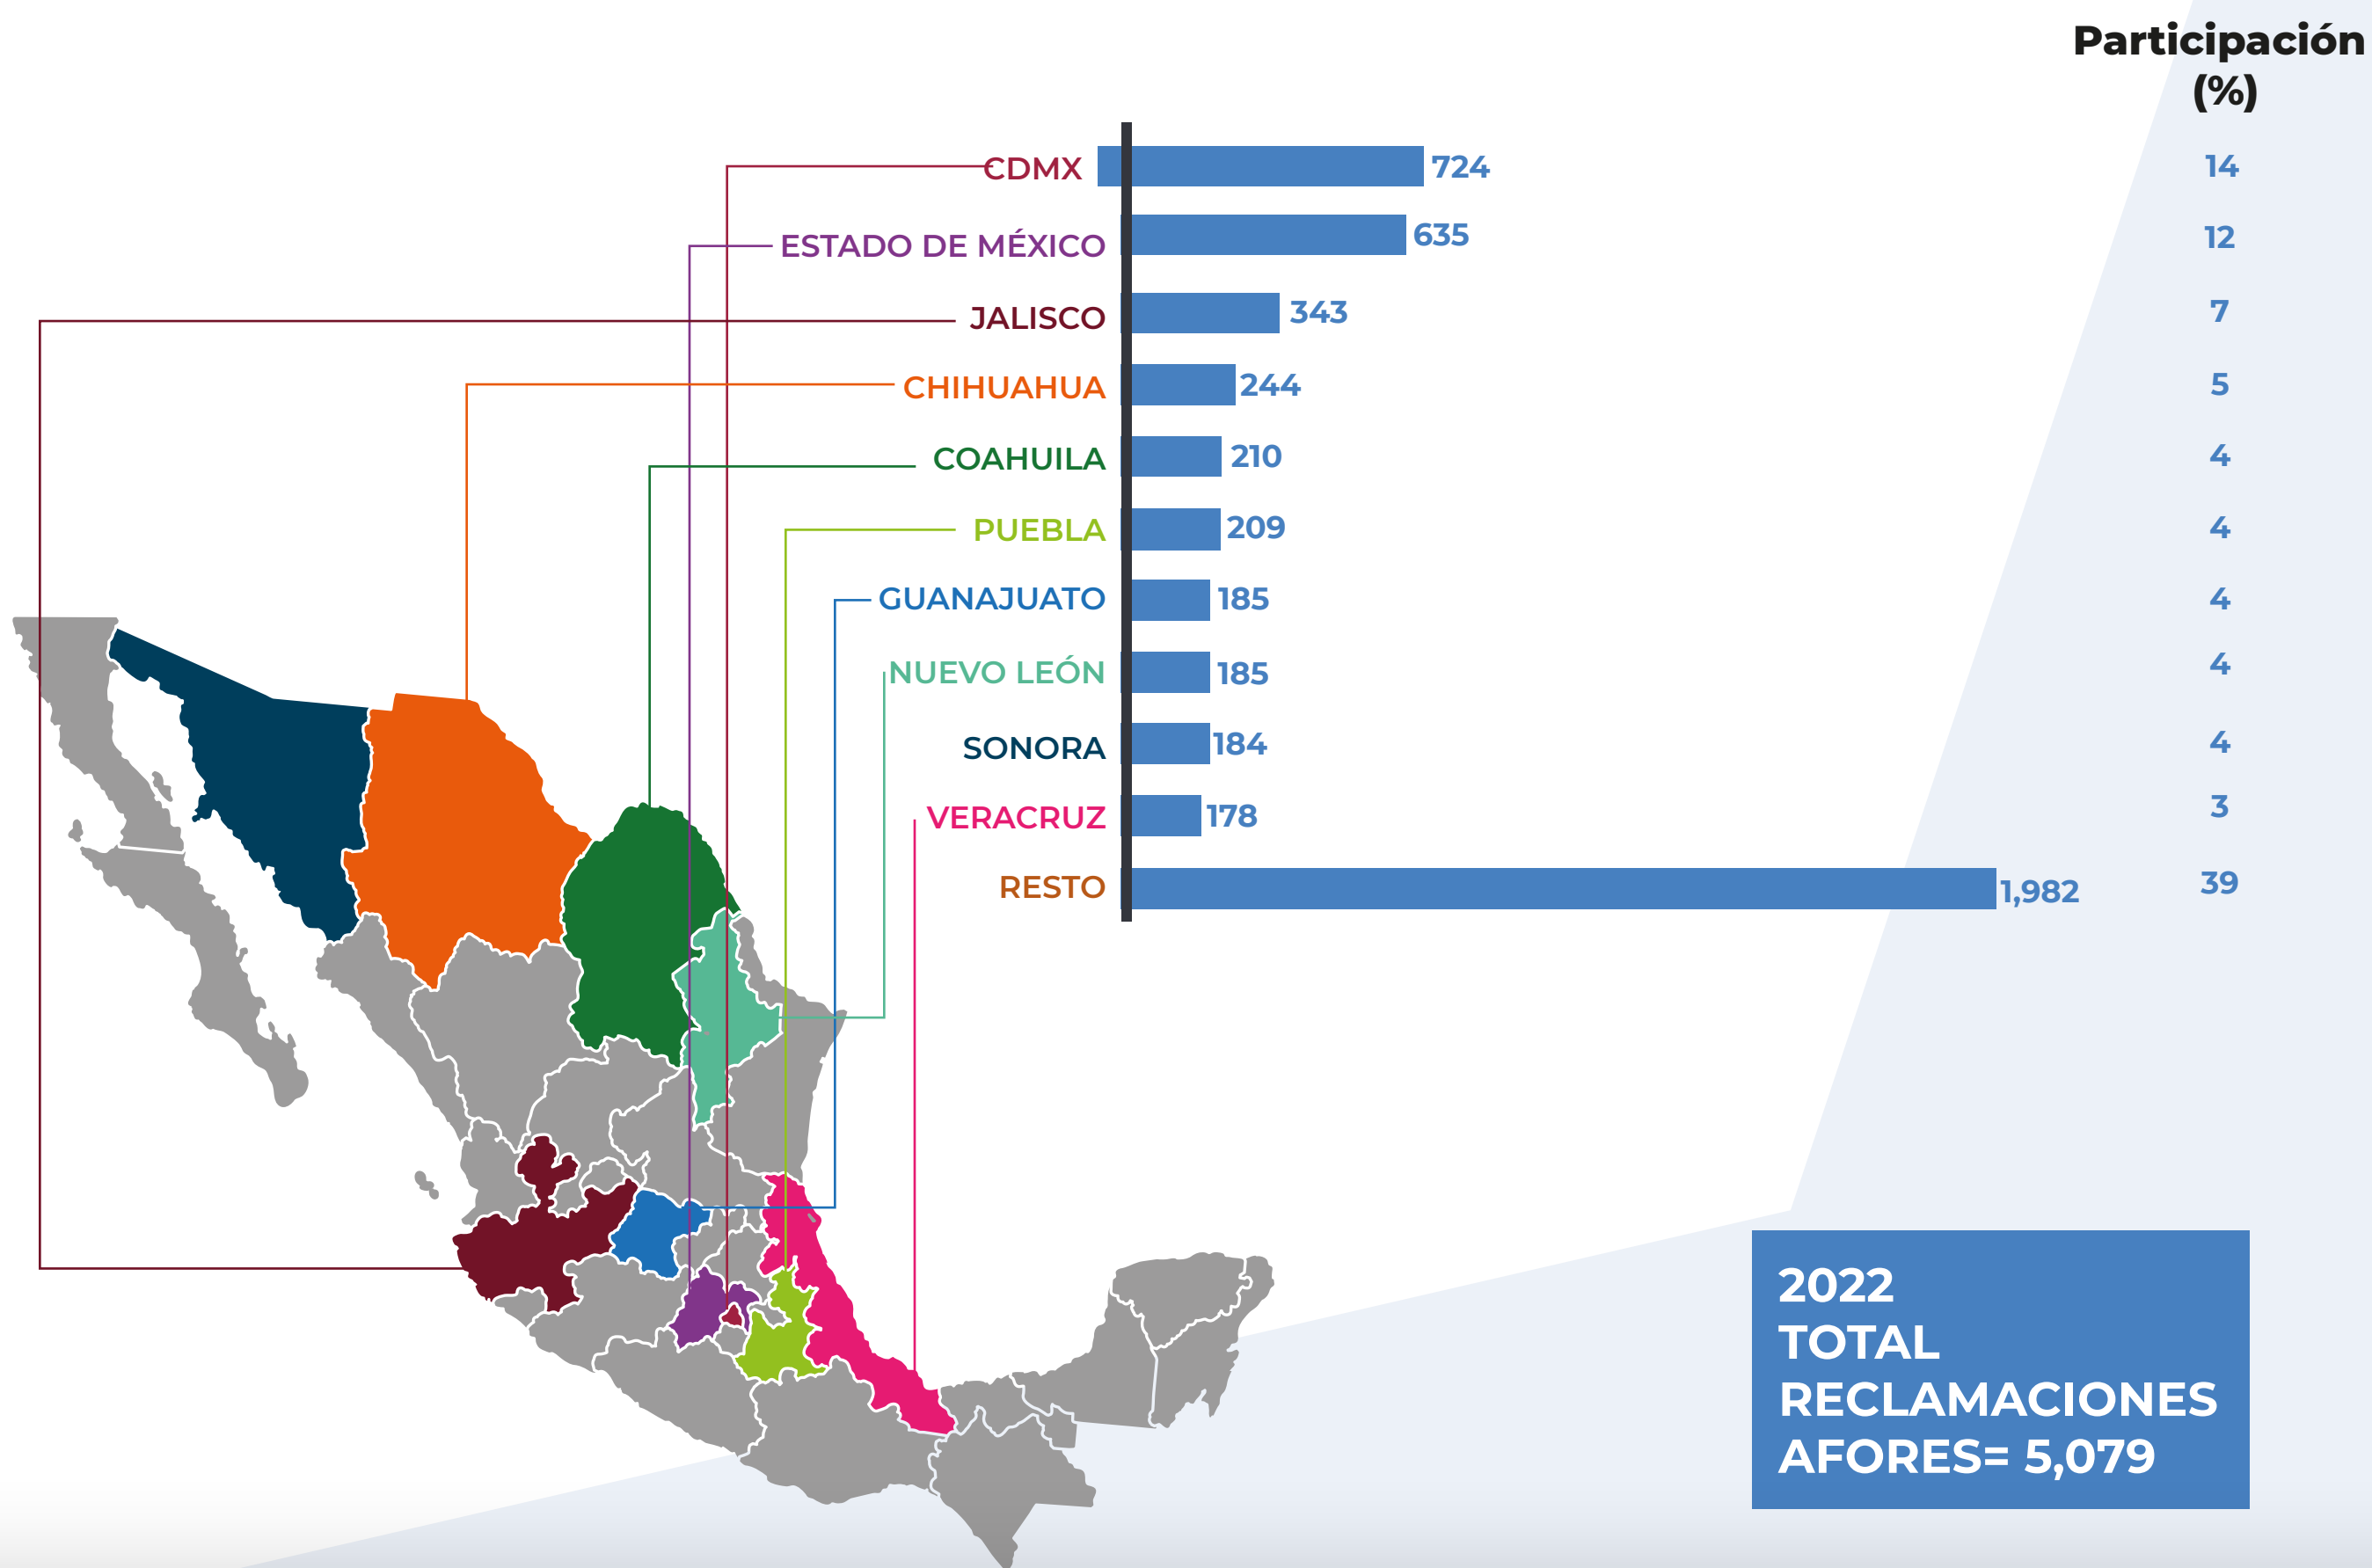 Participación
(%)
CDMX 724 14
ESTADO DE MÉXICO 635 12
JALISCO 343 7
CHIHUAHUA 244 5
COAHUILA 210 4
PUEBLA 209 4
GUANAJUATO 185 4
NUEVO LEÓN 185 4
SONORA 184 4
VERACRUZ 178 3
RESTO 1,982 39
2022
TOTAL
RECLAMACIONES
AFORES= 5,079